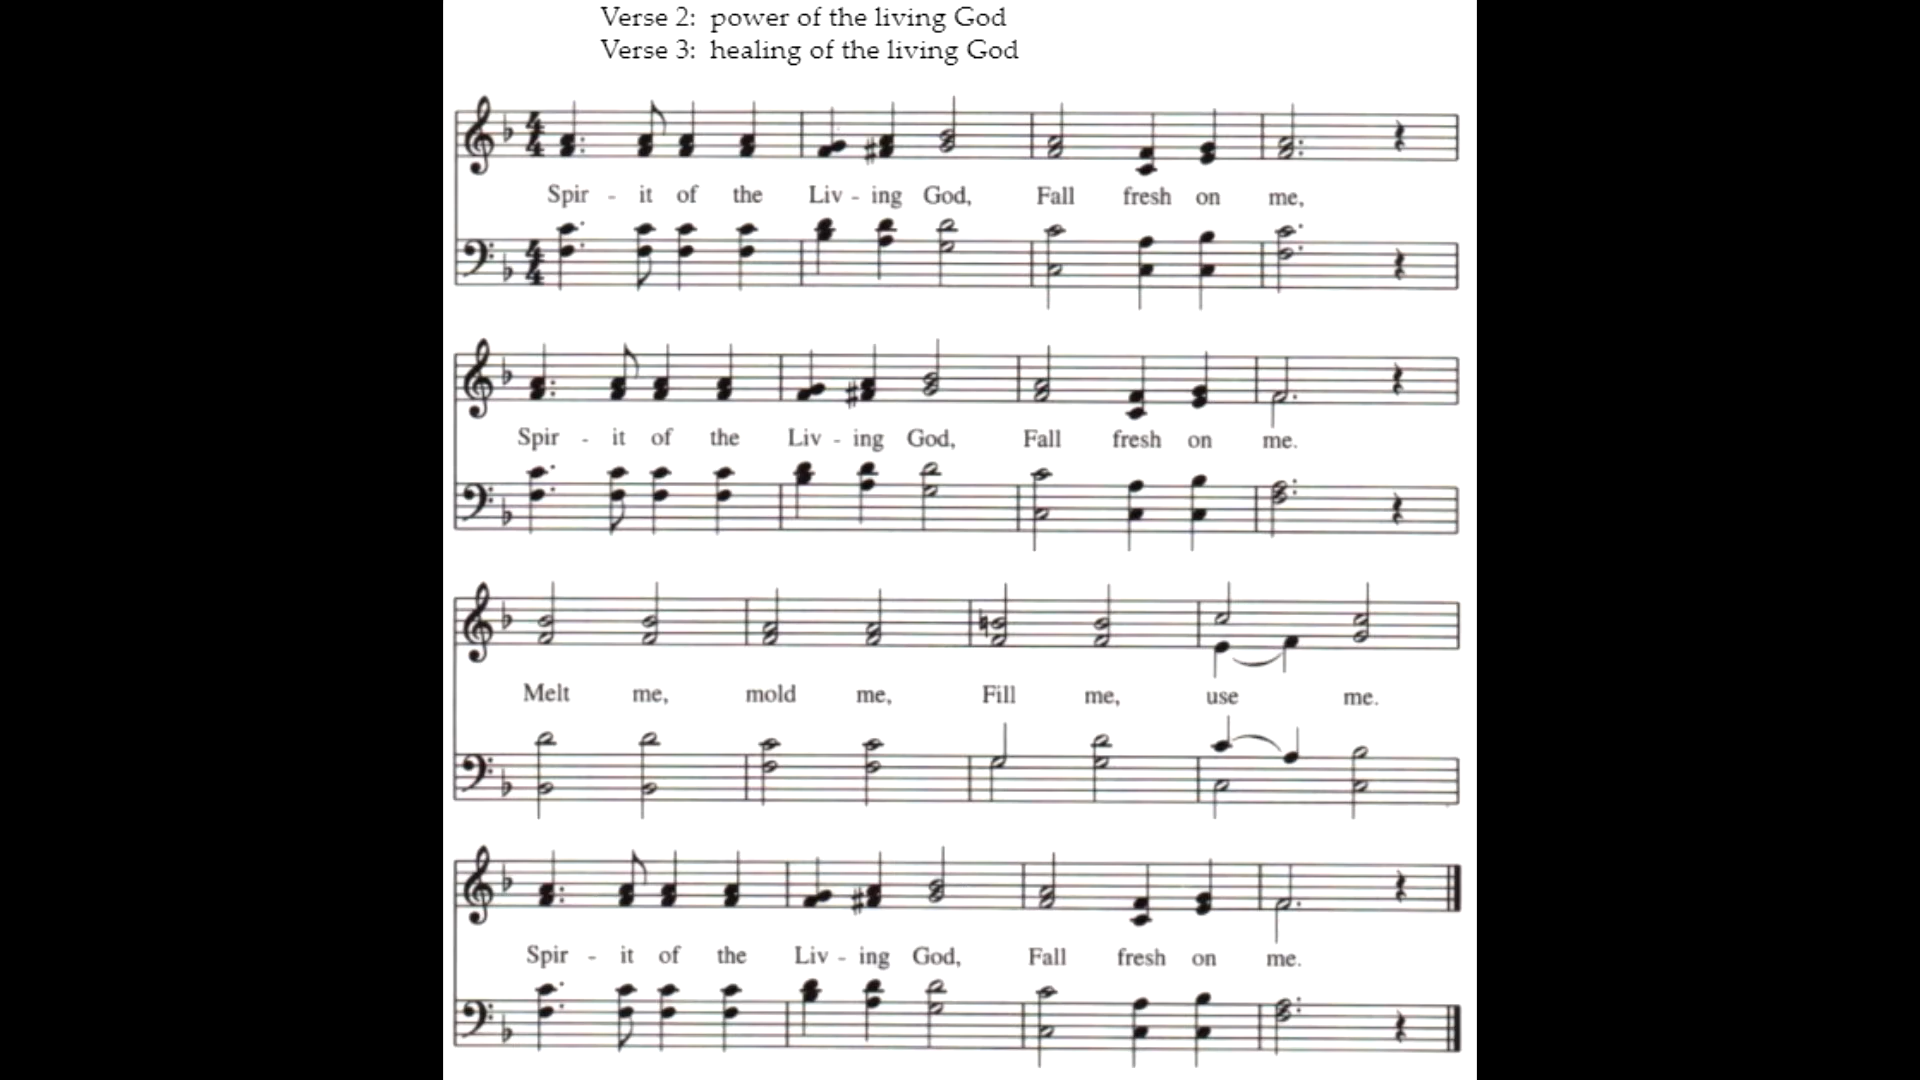 Verse 2:  power of the living God
Verse 3:  healing of the living God
Spir - it of the Liv - ing God, Fall fresh on me,
Spir - it of the Liv - ing God, Fall fresh on me.
Melt me, mold me, Fill me, use me.
Spir - it of the Liv - ing God, Fall fresh on me.